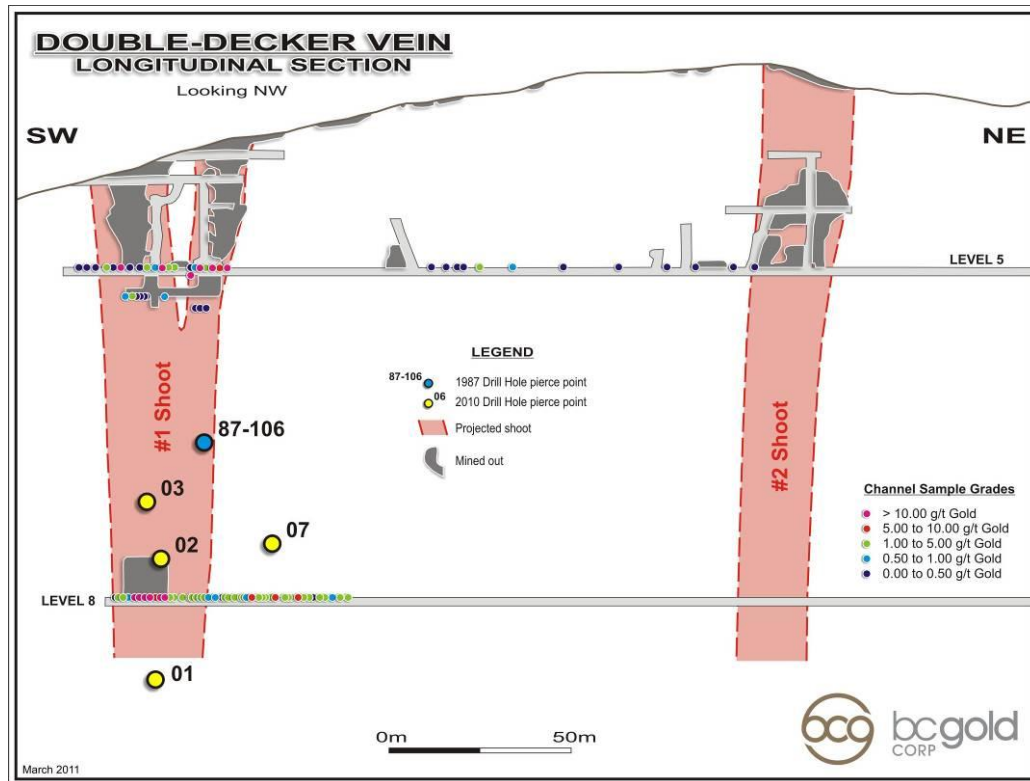 DOUBLE-DECKER VEIN
LONGITUDINAL SECTION
Looking NW
SW
NE
LEVEL 5
#1 Shoot
#2 Shoot
LEGEND
87-106 1987 Drill Hole pierce point
06 2010 Drill Hole pierce point
Projected shoot
Mined out
87-106
03
07
02
Channel Sample Grades
> 10.00 g/t Gold
5.00 to 10.00 g/t Gold
1.00 to 5.00 g/t Gold
0.50 to 1.00 g/t Gold
0.00 to 0.50 g/t Gold
LEVEL 8
01
0m 50m
bcg bcgold
CORP
March 2011